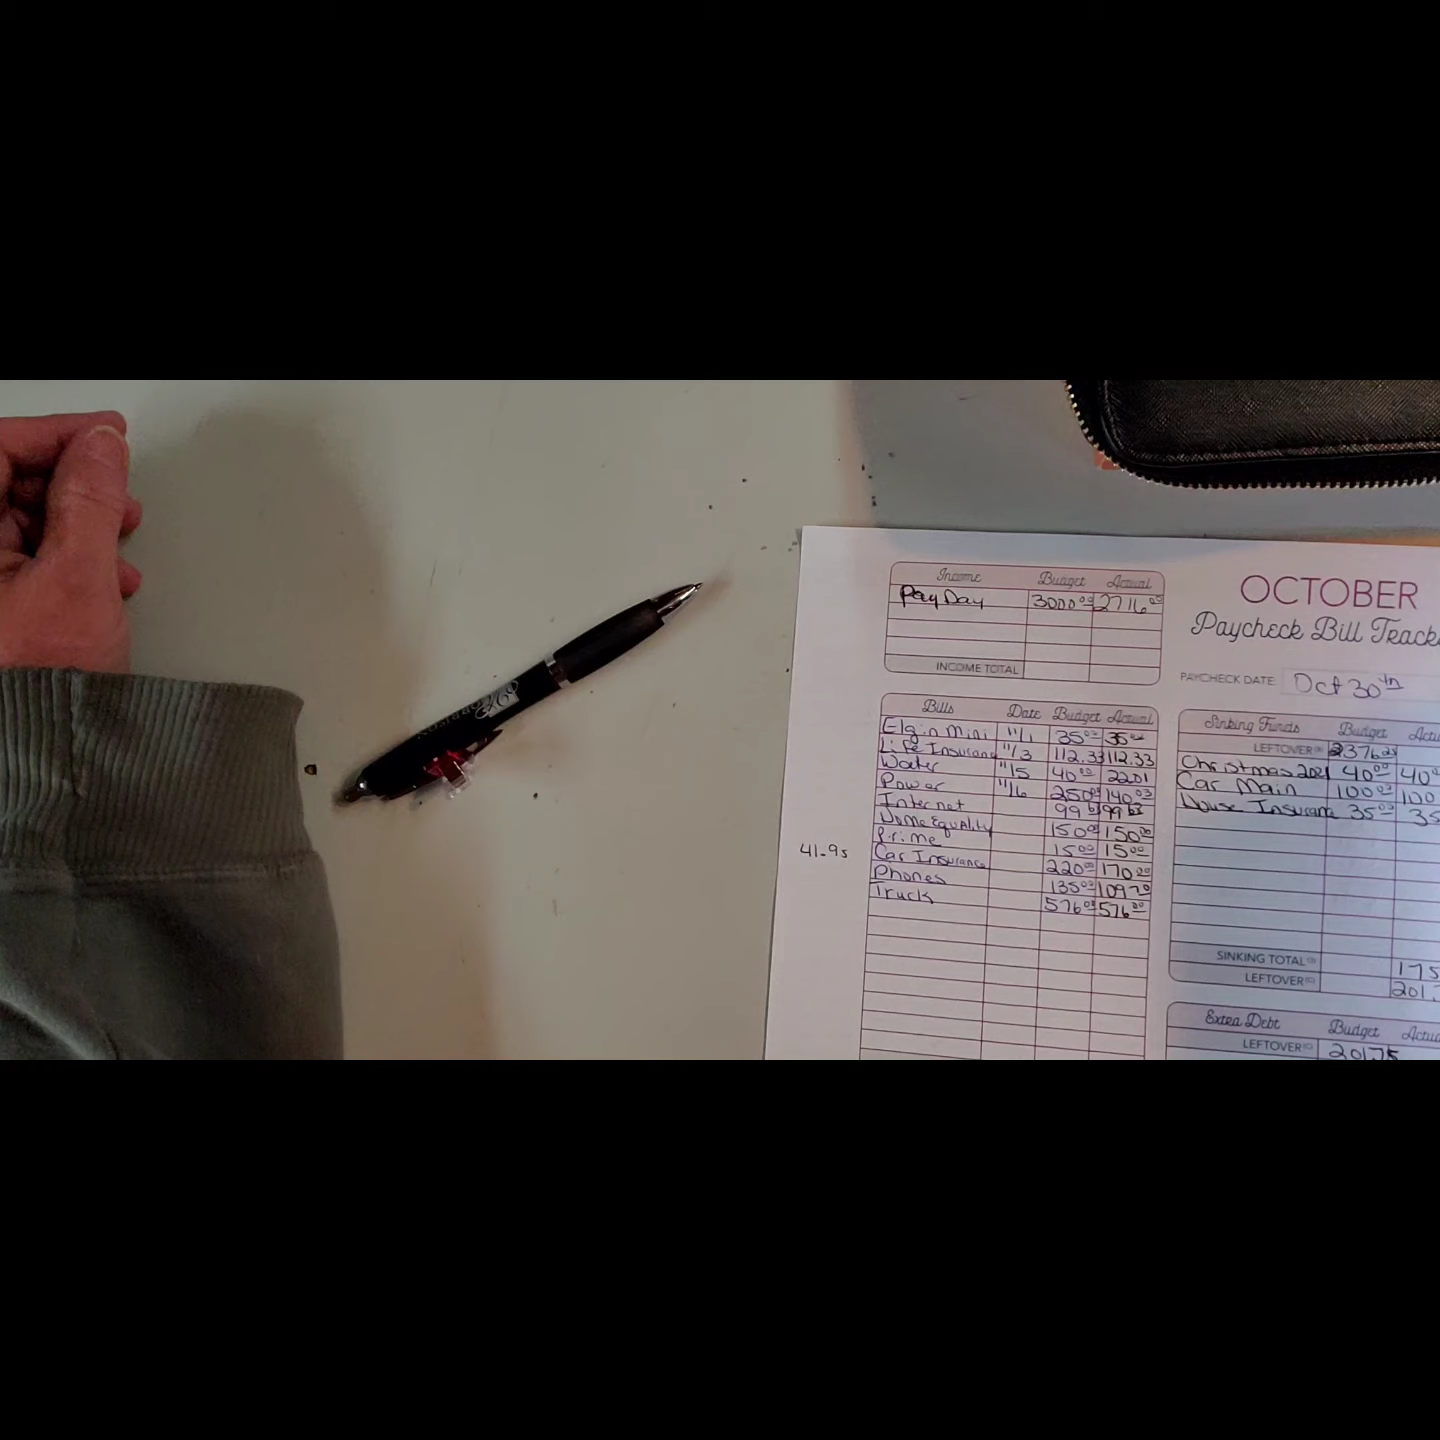 Income Budget Actual
Pay Day 3000.00 2716.00
INCOME TOTAL
OCTOBER
Paycheck Bill Track
PAYCHECK DATE: Oct 30th
Bills Date Budget Actual
Elgin Mini 11/1 35.00 35.00
Life Insurance 11/3 112.33 112.33
Water 11/5 40.00 22.01
Power 11/6 250.00 140.03
Internet 99.63 99.63
Home Equality 150.00 150.00
Prime 15.00 15.00
Car Insurance 220.00 170.00
Phones 135.00
Truck 576.00 576.00
41.95
Sinking Funds Budget Actu
LEFTOVER
Christmas 2021 40.00 40
Car Main 100.00 100
House Insurance 35.00 35
SINKING TOTAL 175
LEFTOVER 201.
Extra Debt Budget Actu
LEFTOVER 201.75